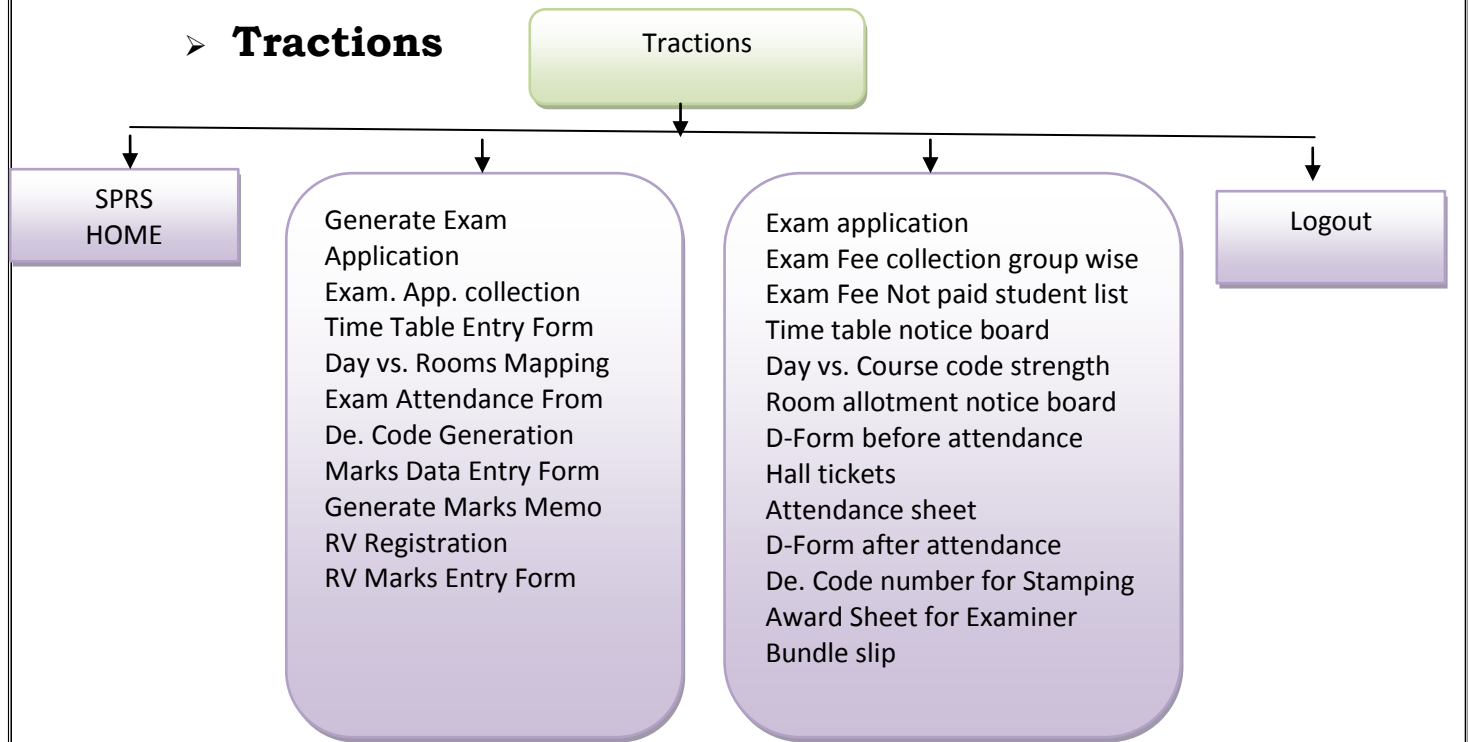 Tractions
Tractions
SPRS
HOME
Generate Exam
Application
Exam. App. collection
Time Table Entry Form
Day vs. Rooms Mapping
Exam Attendance From
De. Code Generation
Marks Data Entry Form
Generate Marks Memo
RV Registration
RV Marks Entry Form
Exam application
Exam Fee collection group wise
Exam Fee Not paid student list
Time table notice board
Day vs. Course code strength
Room allotment notice board
D-Form before attendance
Hall tickets
Attendance sheet
D-Form after attendance
De. Code number for Stamping
Award Sheet for Examiner
Bundle slip
Logout